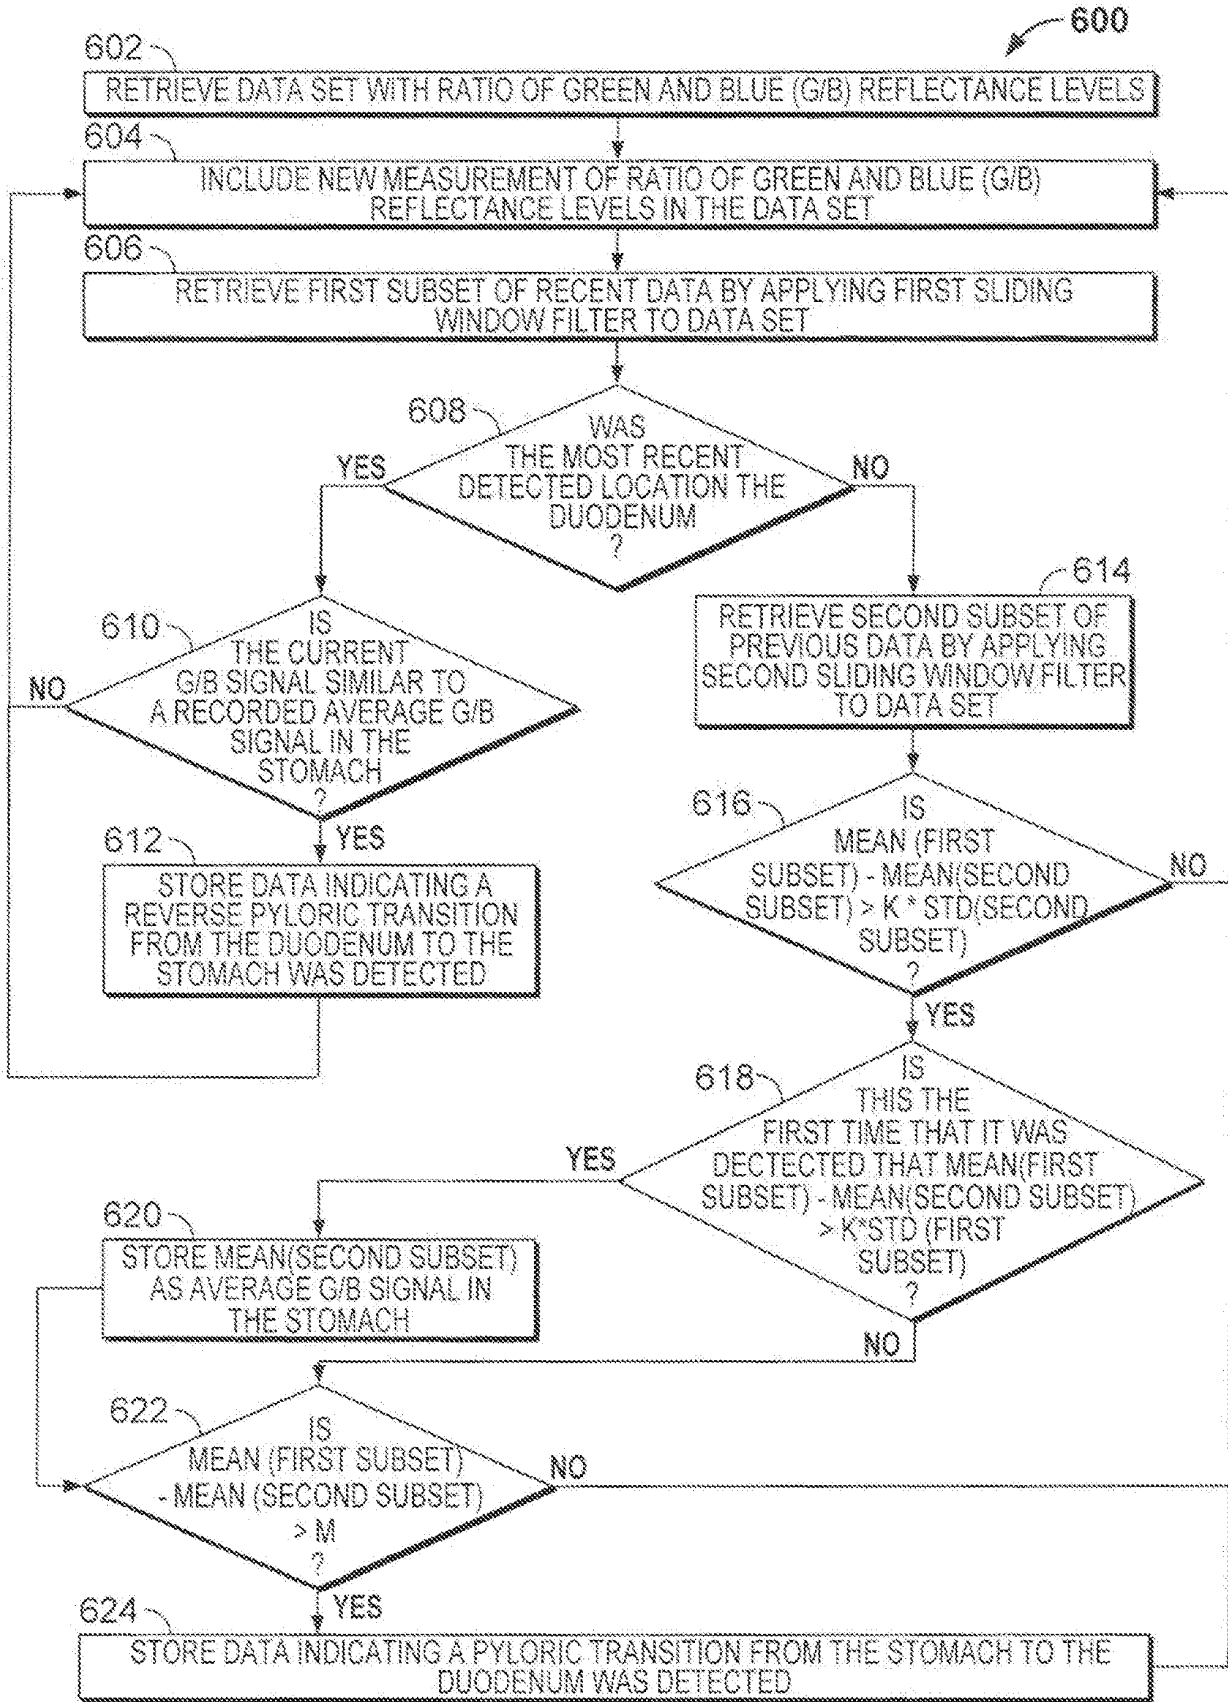 600
602
RETRIEVE DATA SET WITH RATIO OF GREEN AND BLUE (G/B) REFLECTANCE LEVELS
604
INCLUDE NEW MEASUREMENT OF RATIO OF GREEN AND BLUE (G/B)
REFLECTANCE LEVELS IN THE DATA SET
606
RETRIEVE FIRST SUBSET OF RECENT DATA BY APPLYING FIRST SLIDING
WINDOW FILTER TO DATA SET
608
WAS
THE MOST RECENT
DETECTED LOCATION THE
DUODENUM
?
YES
NO
610
IS
THE CURRENT
G/B SIGNAL SIMILAR TO
A RECORDED AVERAGE G/B
SIGNAL IN THE
STOMACH
?
NO
YES
612
STORE DATA INDICATING A
REVERSE PYLORIC TRANSITION
FROM THE DUODENUM TO THE
STOMACH WAS DETECTED
614
RETRIEVE SECOND SUBSET OF
PREVIOUS DATA BY APPLYING
SECOND SLIDING WINDOW FILTER
TO DATA SET
616
IS
MEAN (FIRST
SUBSET) - MEAN(SECOND
SUBSET) > K * STD(SECOND
SUBSET)
?
NO
YES
618
IS
THIS THE
FIRST TIME THAT IT WAS
DECTECTED THAT MEAN(FIRST
SUBSET) - MEAN(SECOND SUBSET)
> K*STD (FIRST
SUBSET)
?
YES
NO
620
STORE MEAN(SECOND SUBSET)
AS AVERAGE G/B SIGNAL IN
THE STOMACH
622
IS
MEAN (FIRST SUBSET)
- MEAN (SECOND SUBSET)
> M
?
NO
YES
624
STORE DATA INDICATING A PYLORIC TRANSITION FROM THE STOMACH TO THE
DUODENUM WAS DETECTED